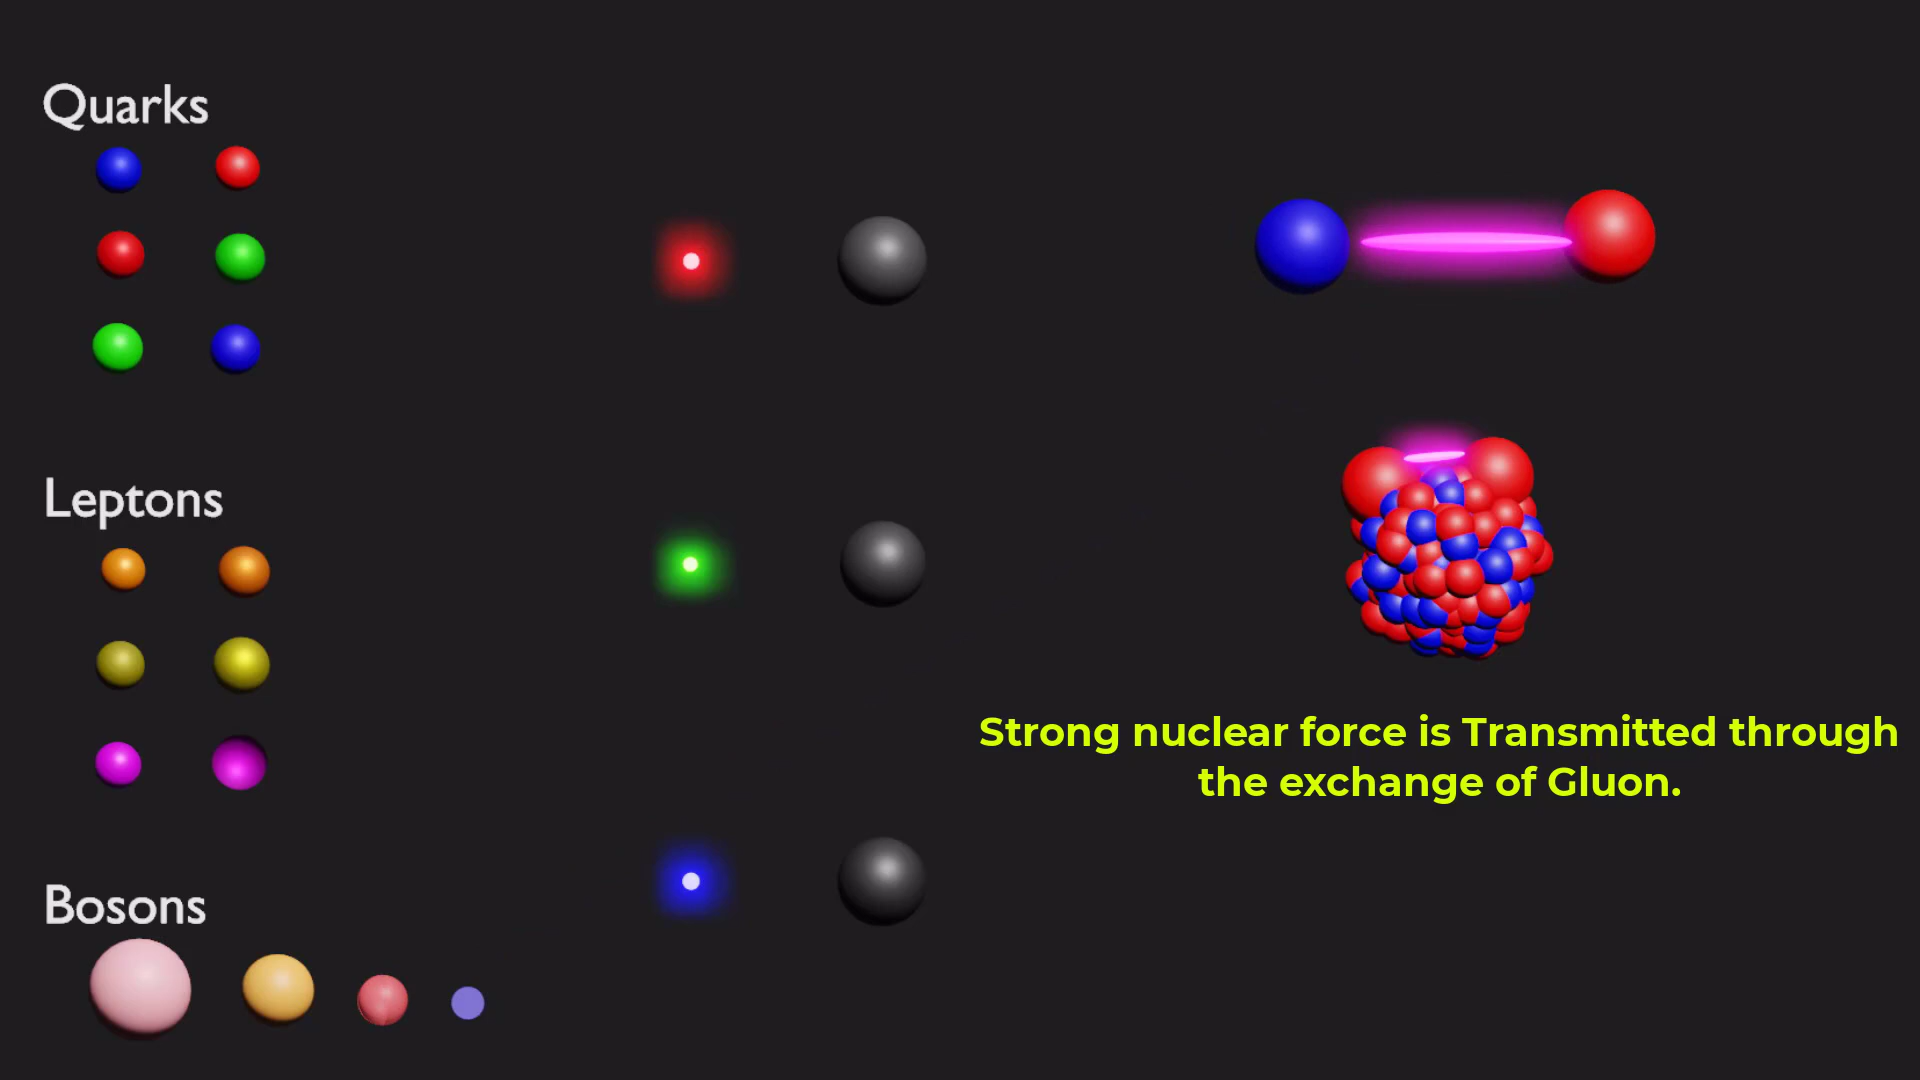 Quarks
Leptons
Strong nuclear force is Transmitted through
the exchange of Gluon.
Bosons